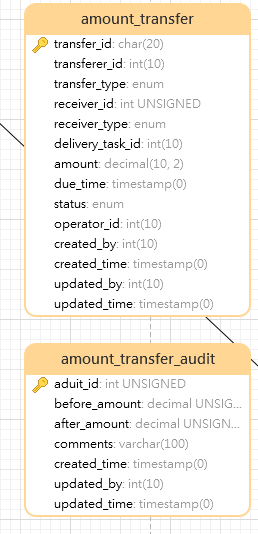 amount_transfer
transfer_id: char(20)
transferer_id: int(10)
transfer_type: enum
receiver_id: int UNSIGNED
receiver_type: enum
delivery_task_id: int(10)
amount: decimal(10, 2)
due_time: timestamp(0)
status: enum
operator_id: int(10)
created_by: int(10)
created_time: timestamp(0)
updated_by: int(10)
updated_time: timestamp(0)
amount_transfer_audit
aduit_id: int UNSIGNED
before_amount: decimal UNSIG...
after_amount: decimal UNSIGN...
comments: varchar(100)
created_time: timestamp(0)
updated_by: int(10)
updated_time: timestamp(0)